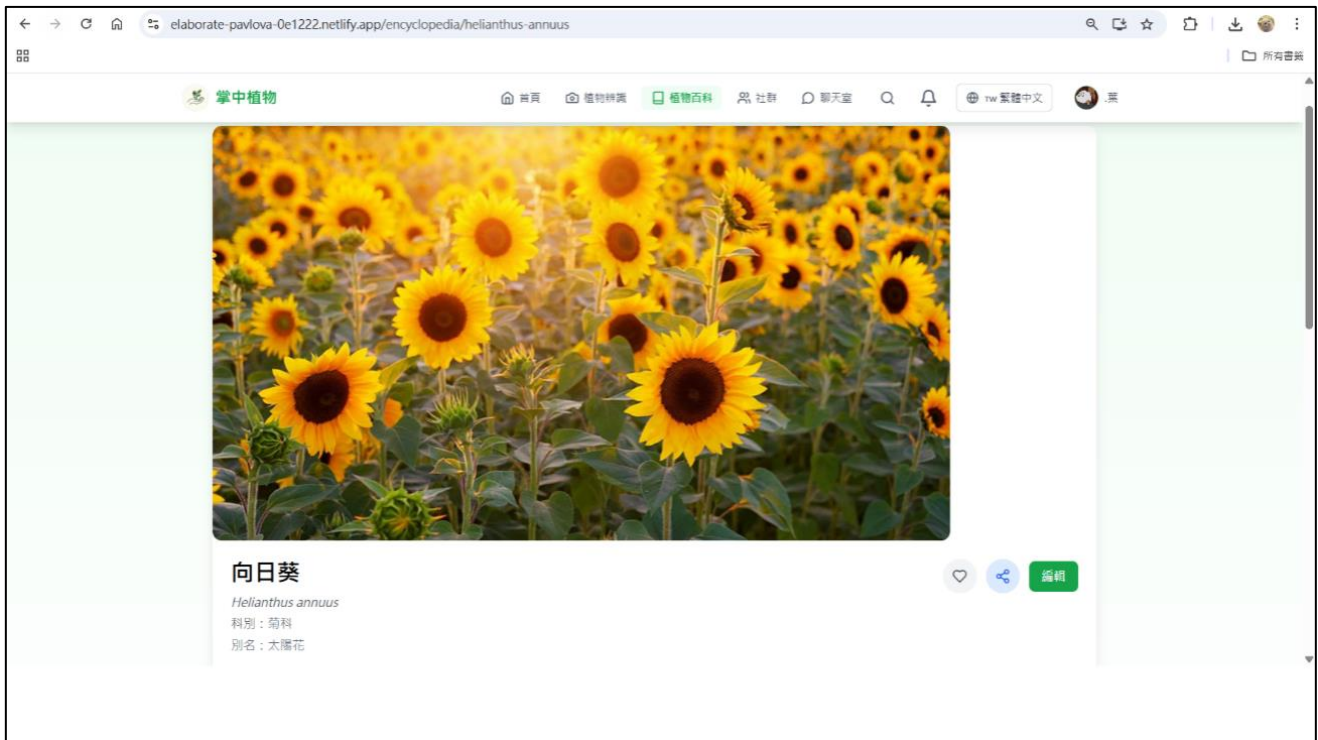 elaborate-pavlova-0e1222.netlify.app/encyclopedia/helianthus-annuus
所有書籤
掌中植物 首頁 植物辨識 植物百科 社群 聊天室 TW 繁體中文 .葉
向日葵
編輯
Helianthus annuus
科別：菊科
別名：太陽花